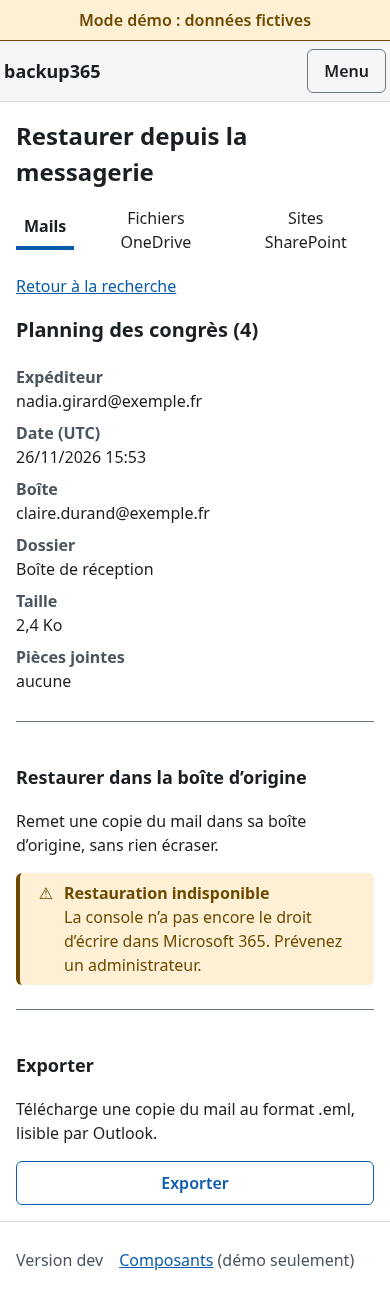 Mode démo : données fictives
backup365
Menu
Restaurer depuis la
messagerie
Mails
Fichiers
OneDrive
Sites
SharePoint
Retour à la recherche
Planning des congrès (4)
Expéditeur
nadia.girard@exemple.fr
Date (UTC)
26/11/2026 15:53
Boîte
claire.durand@exemple.fr
Dossier
Boîte de réception
Taille
2,4 Ko
Pièces jointes
aucune
Restaurer dans la boîte d’origine
Remet une copie du mail dans sa boîte
d’origine, sans rien écraser.
⚠ Restauration indisponible
La console n’a pas encore le droit
d’écrire dans Microsoft 365. Prévenez
un administrateur.
Exporter
Télécharge une copie du mail au format .eml,
lisible par Outlook.
Exporter
Version dev Composants (démo seulement)